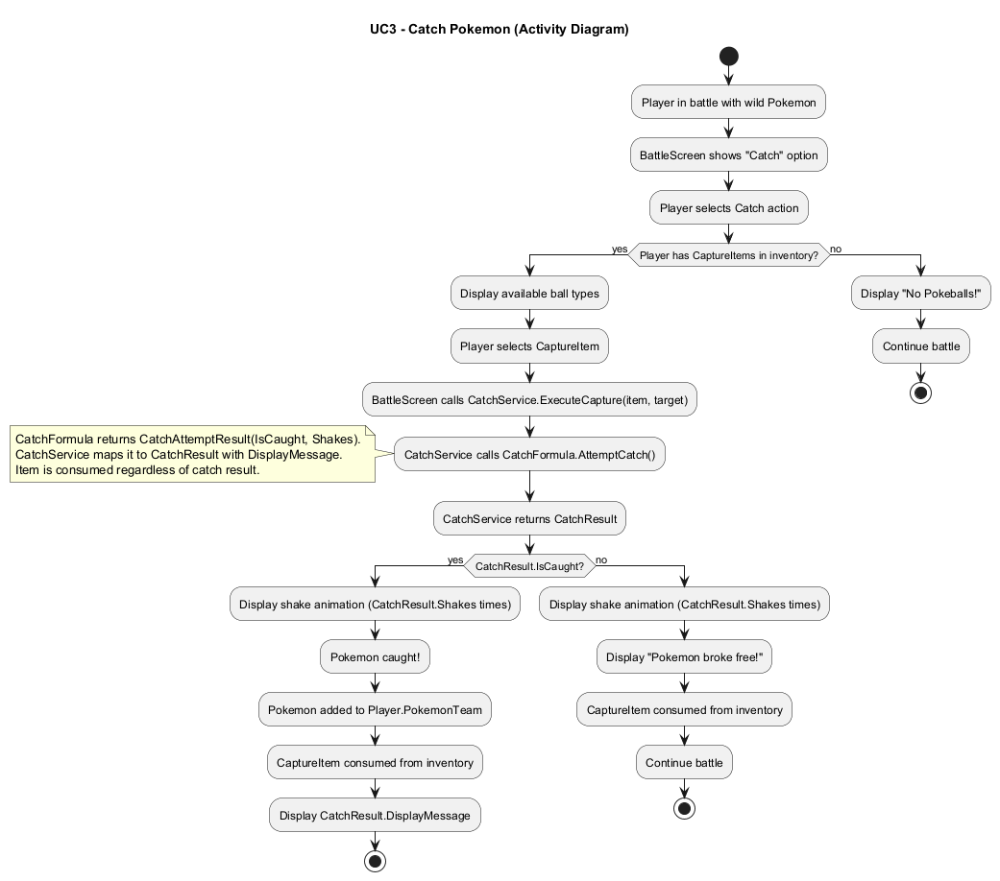 UC3 - Catch Pokemon (Activity Diagram)
Player in battle with wild Pokemon
BattleScreen shows "Catch" option
Player selects Catch action
yes
Player has CaptureItems in inventory?
no
Display available ball types
Display "No Pokeballs!"
Player selects CaptureItem
Continue battle
BattleScreen calls CatchService.ExecuteCapture(item, target)
CatchFormula returns CatchAttemptResult(IsCaught, Shakes).
CatchService maps it to CatchResult with DisplayMessage.
Item is consumed regardless of catch result.
CatchService calls CatchFormula.AttemptCatch()
CatchService returns CatchResult
yes
CatchResult.IsCaught?
no
Display shake animation (CatchResult.Shakes times)
Display shake animation (CatchResult.Shakes times)
Pokemon caught!
Display "Pokemon broke free!"
Pokemon added to Player.PokemonTeam
CaptureItem consumed from inventory
CaptureItem consumed from inventory
Continue battle
Display CatchResult.DisplayMessage